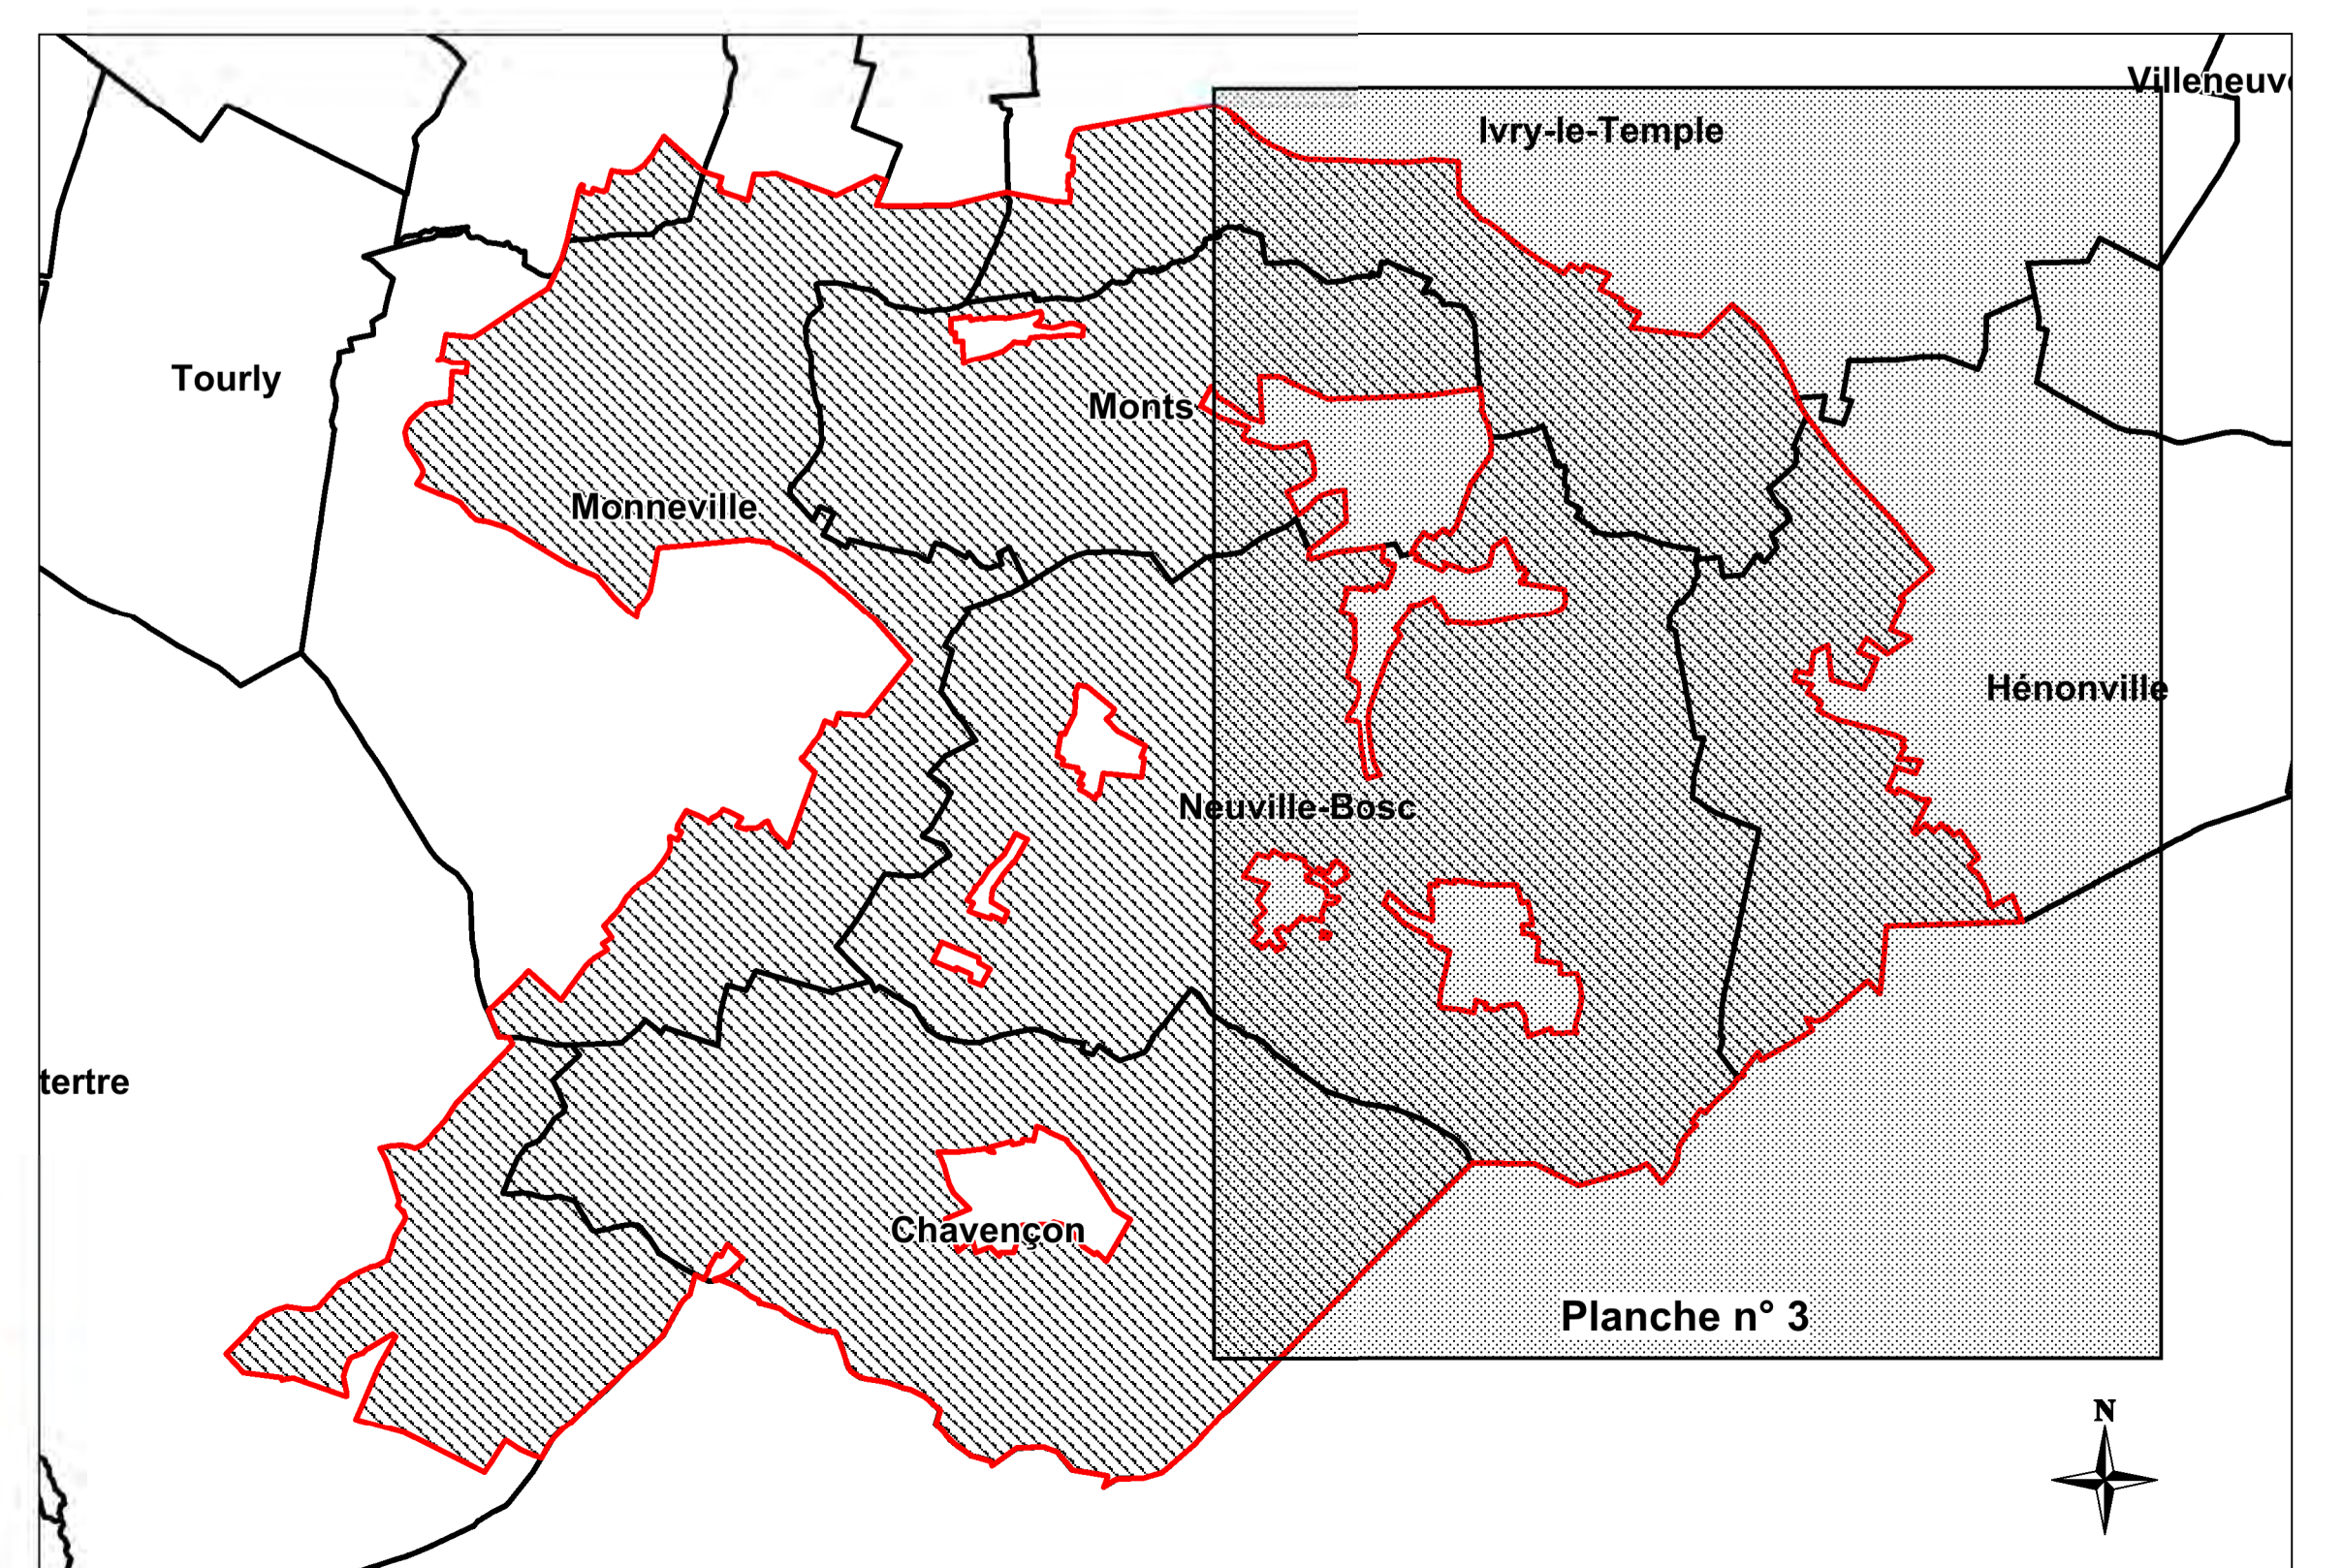 Villeneuv
Ivry-le-Temple
Tourly
Monts
Monneville
Hénonville
Neuville-Bosc
tertre
Chavençon
Planche n° 3
N